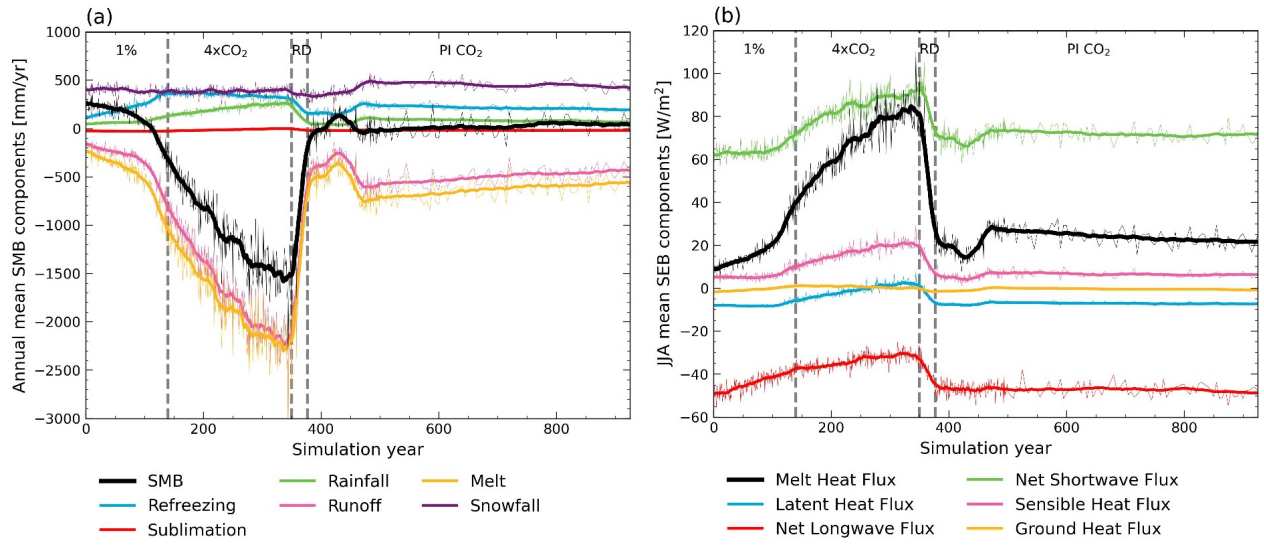 (a)
1% 4xCO₂ RD PI CO₂
1000
500
0
−500
−1000
−1500
−2000
−2500
−3000
Annual mean SMB components [mm/yr]
0 200 400 600 800
Simulation year
SMB Rainfall Melt
Refreezing Runoff Snowfall
Sublimation
(b)
1% 4xCO₂ RD PI CO₂
120
100
80
60
40
20
0
−20
−40
−60
JJA mean SEB components [W/m²]
0 200 400 600 800
Simulation year
Melt Heat Flux Net Shortwave Flux
Latent Heat Flux Sensible Heat Flux
Net Longwave Flux Ground Heat Flux